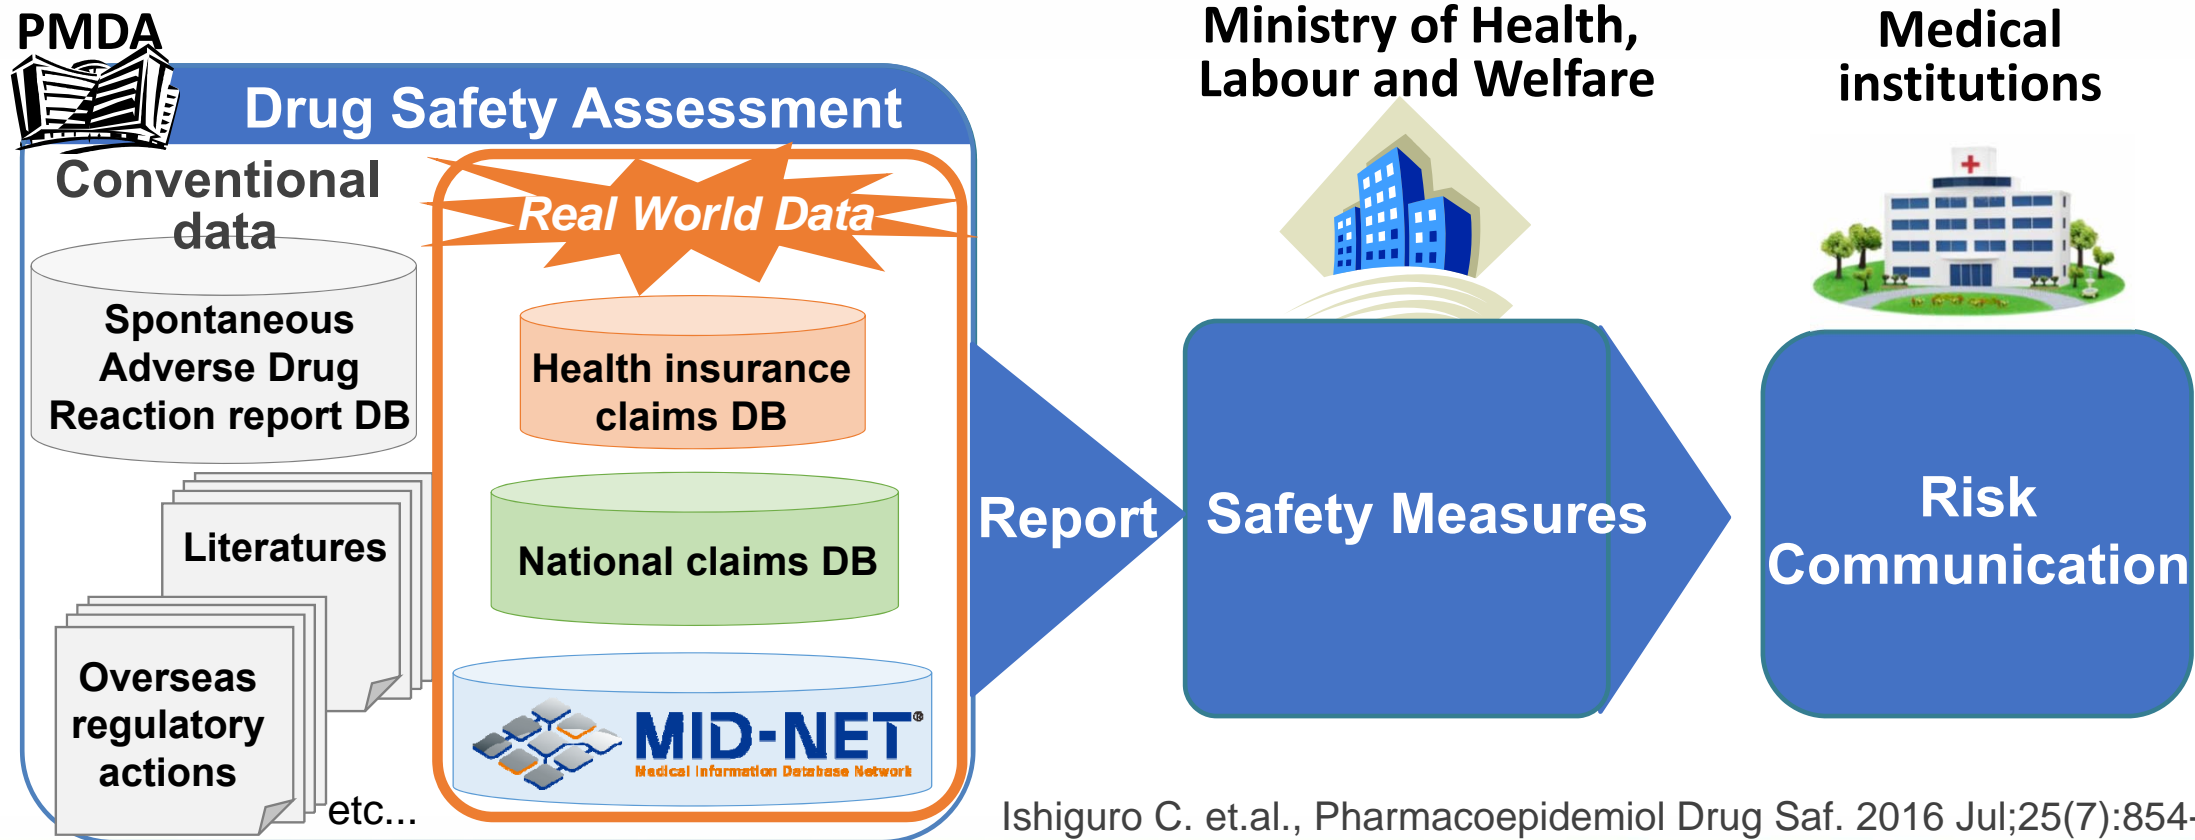 PMDA
Drug Safety Assessment
Conventional
data
Spontaneous
Adverse Drug
Reaction report DB
Literatures
Overseas
regulatory
actions
etc...
Real World Data
Health insurance
claims DB
National claims DB
MID-NET®
Medical Information Database Network
Report
Ministry of Health,
Labour and Welfare
Safety Measures
Medical
institutions
Risk
Communication
Ishiguro C. et.al., Pharmacoepidemiol Drug Saf. 2016 Jul;25(7):854-